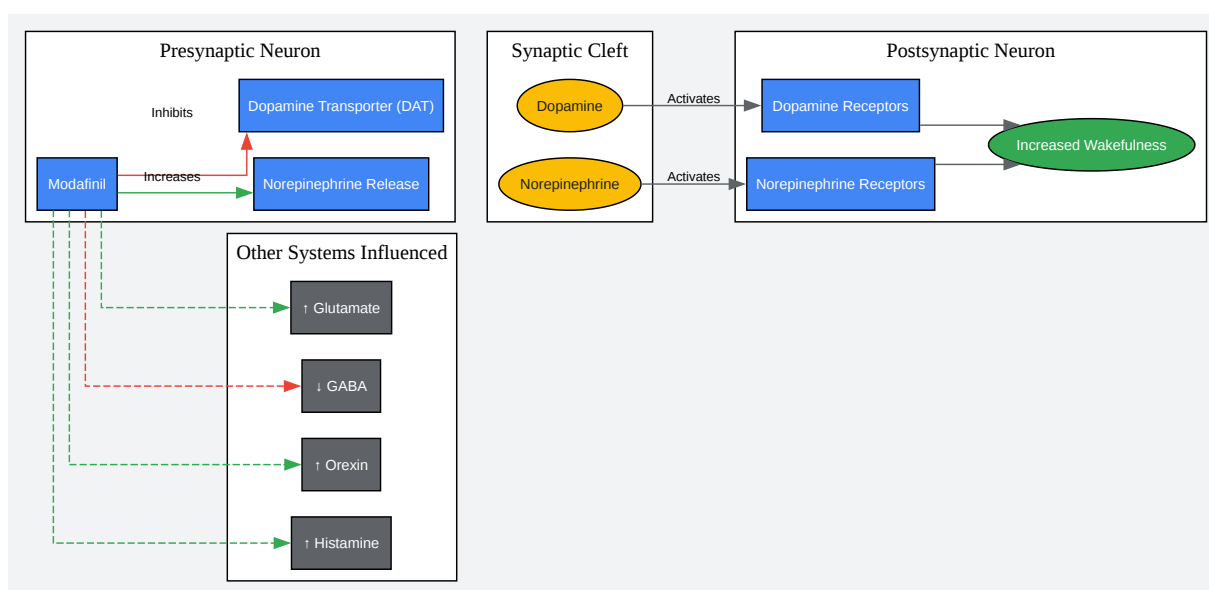 Presynaptic Neuron
Inhibits
Dopamine Transporter (DAT)
Modafinil
Increases
Norepinephrine Release
Synaptic Cleft
Dopamine
Norepinephrine
Activates
Activates
Postsynaptic Neuron
Dopamine Receptors
Norepinephrine Receptors
Increased Wakefulness
Other Systems Influenced
↑ Glutamate
↓ GABA
↑ Orexin
↑ Histamine